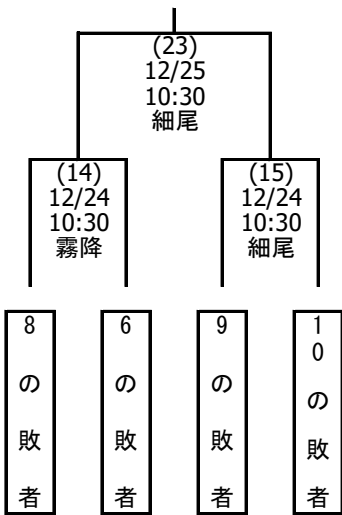 (23)
12/25
10:30
細尾
(14)
12/24
10:30
霧降
(15)
12/24
10:30
細尾
8の敗者
6の敗者
9の敗者
10の敗者